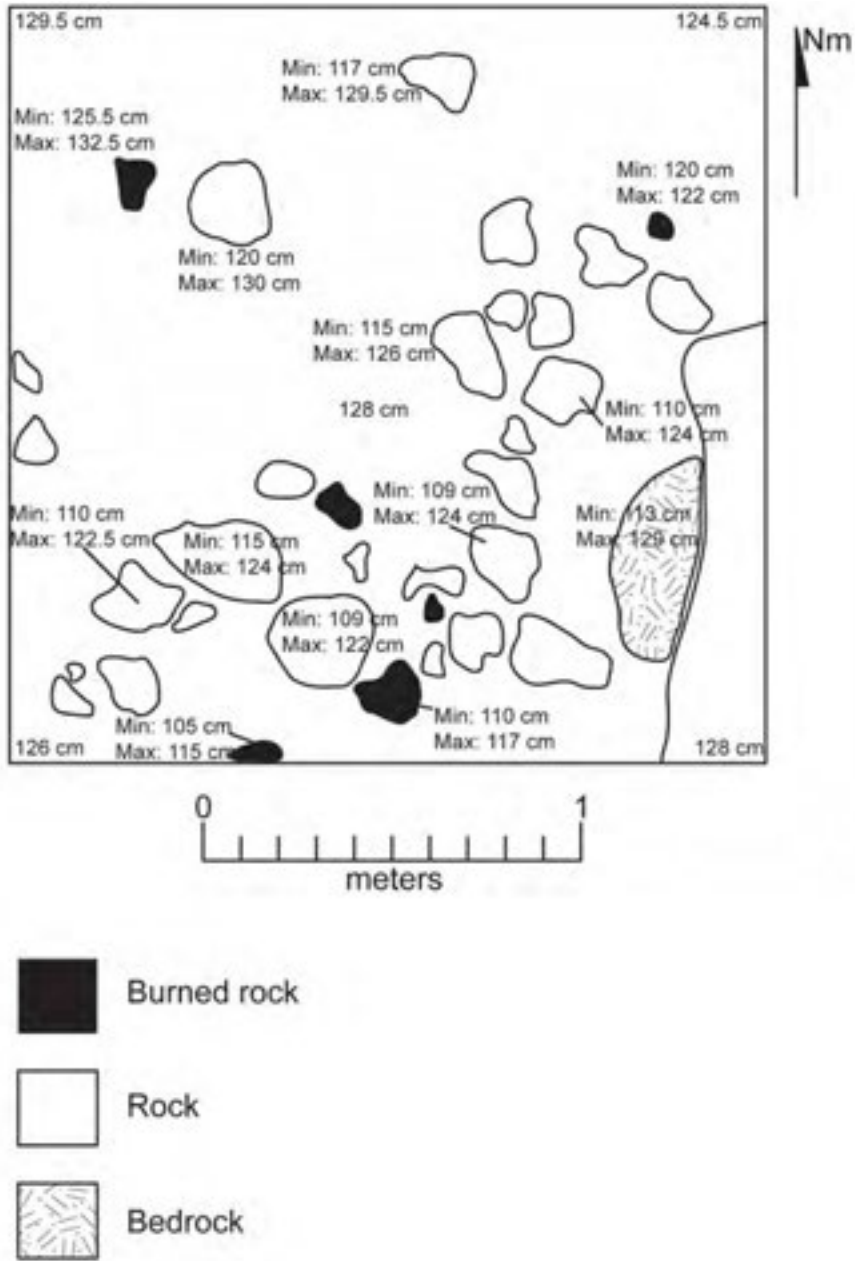 129.5 cm
124.5 cm
Nm
Min: 117 cm
Max: 129.5 cm
Min: 125.5 cm
Max: 132.5 cm
Min: 120 cm
Max: 122 cm
Min: 120 cm
Max: 130 cm
Min: 115 cm
Max: 126 cm
128 cm
Min: 110 cm
Max: 124 cm
Min: 109 cm
Max: 124 cm
Min: 110 cm
Max: 122.5 cm
Min: 115 cm
Max: 124 cm
Min: 113 cm
Max: 129 cm
Min: 109 cm
Max: 122 cm
Min: 110 cm
Max: 117 cm
Min: 105 cm
Max: 115 cm
126 cm
128 cm
0
1
meters
Burned rock
Rock
Bedrock